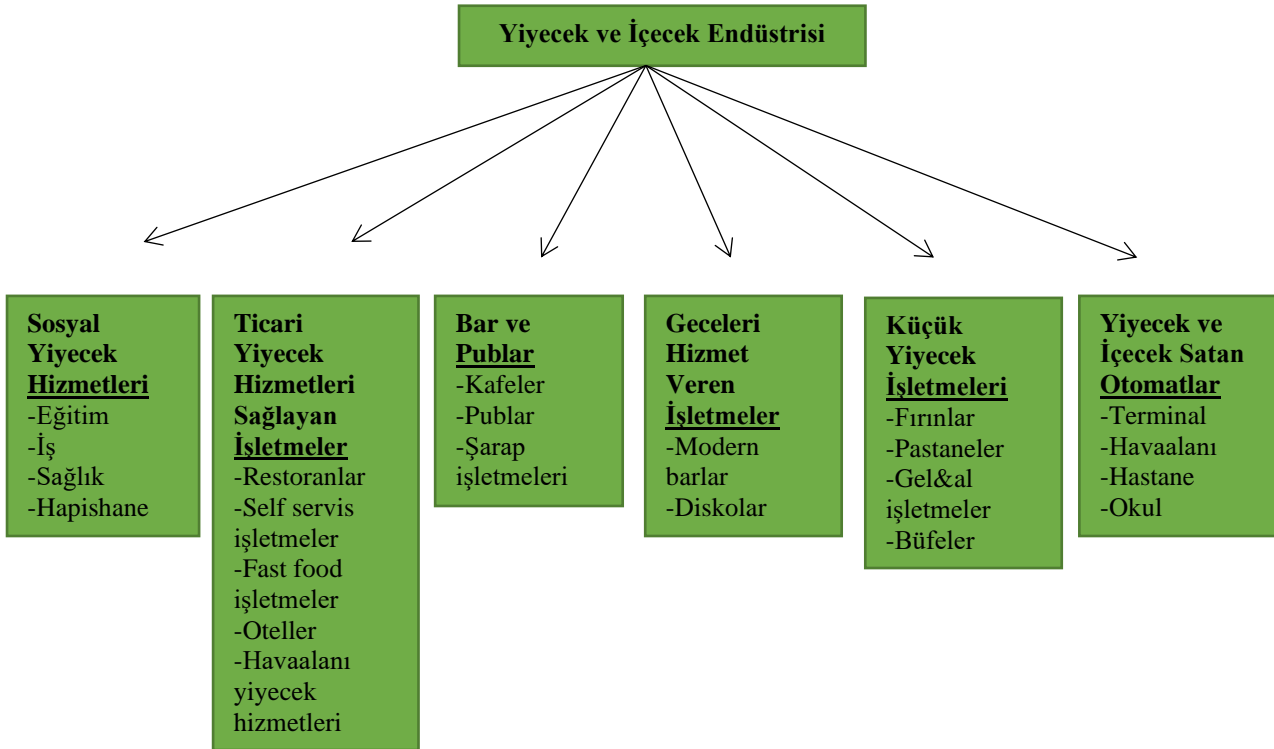 Yiyecek ve İçecek Endüstrisi
Sosyal
Yiyecek
Hizmetleri
-Eğitim
-İş
-Sağlık
-Hapishane
Ticari
Yiyecek
Hizmetleri
Sağlayan
İşletmeler
-Restoranlar
-Self servis
işletmeler
-Fast food
işletmeler
-Oteller
-Havaalanı
yiyecek
hizmetleri
Bar ve
Publar
-Kafeler
-Publar
-Şarap
işletmeleri
Geceleri
Hizmet
Veren
İşletmeler
-Modern
barlar
-Diskolar
Küçük
Yiyecek
İşletmeleri
-Fırınlar
-Pastaneler
-Gel&al
işletmeler
-Büfeler
Yiyecek ve
İçecek Satan
Otomatlar
-Terminal
-Havaalanı
-Hastane
-Okul